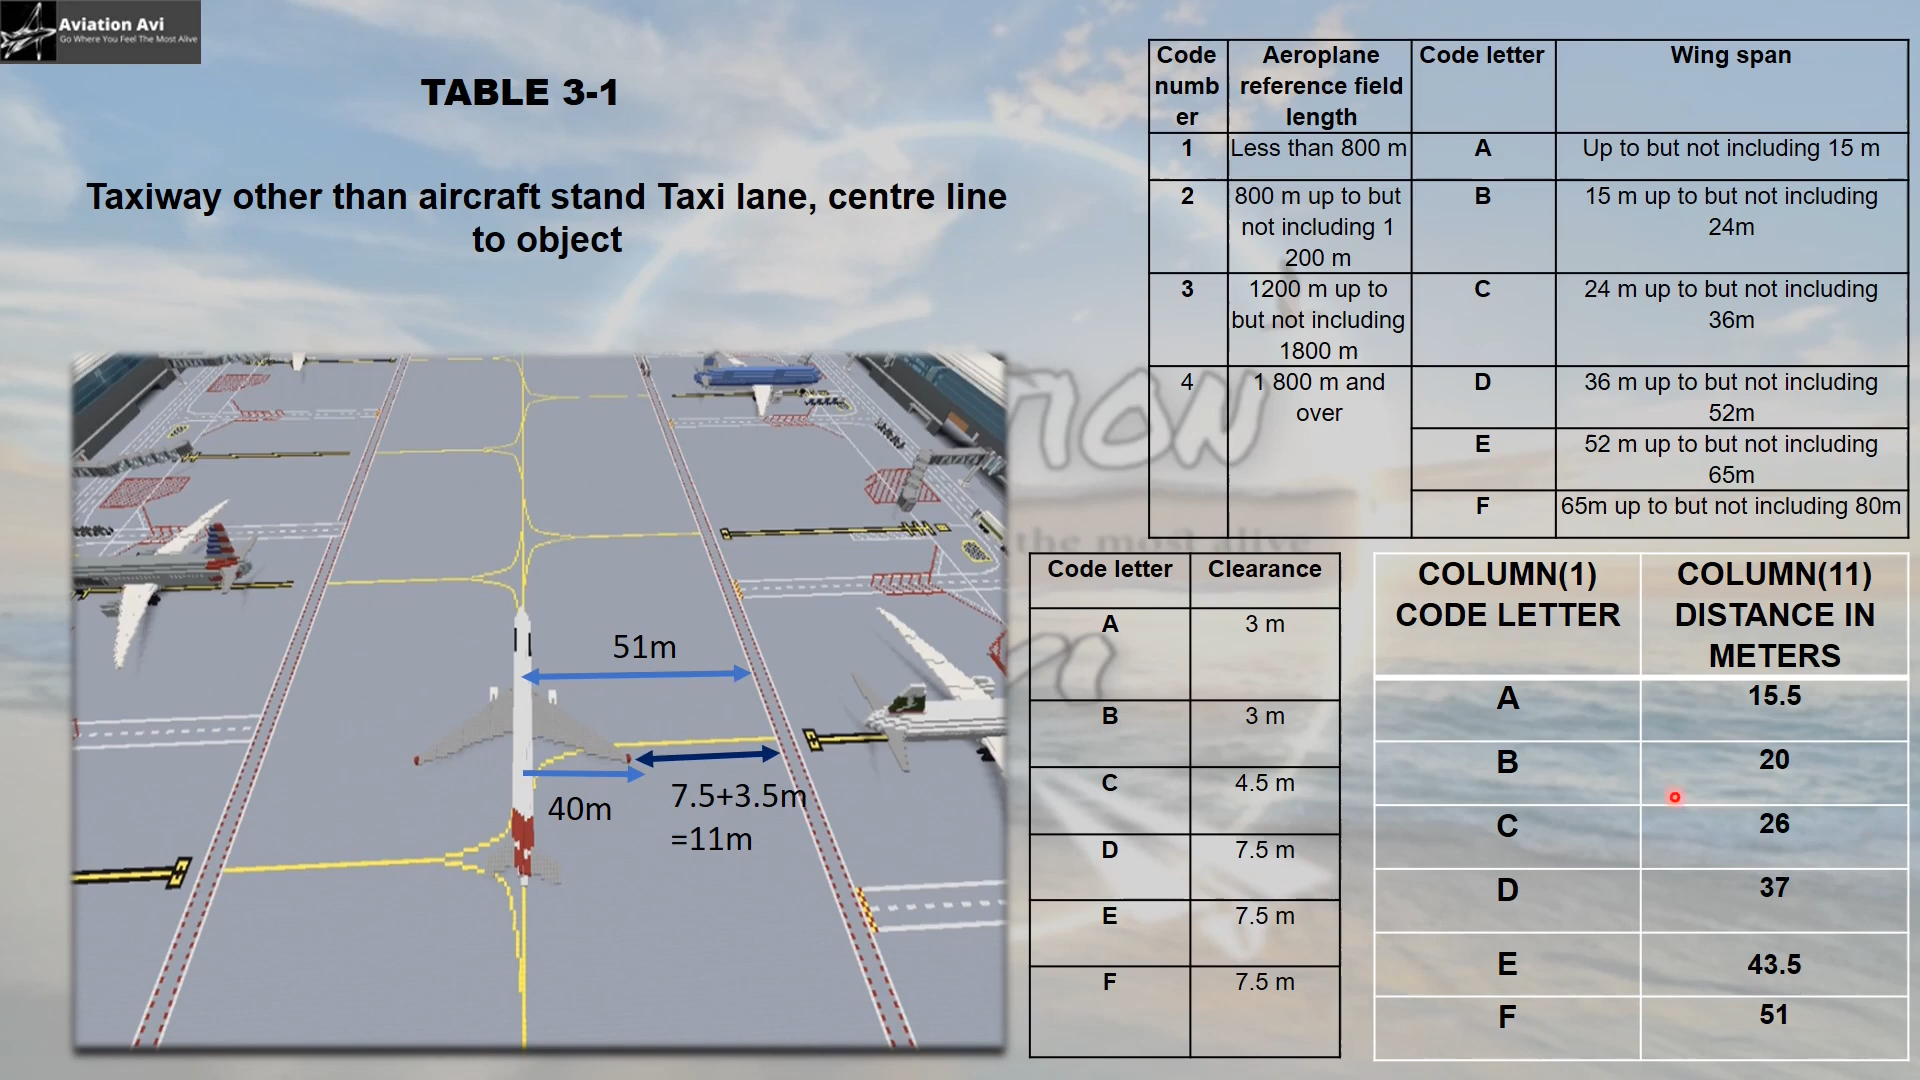 Aviation Avi
Go Where You Feel The Most Alive
TABLE 3-1
Taxiway other than aircraft stand Taxi lane, centre line
to object
51m
40m
7.5+3.5m
=11m
Code
numb
er
Aeroplane
reference field
length
Code letter
Wing span
1
Less than 800 m
A
Up to but not including 15 m
2
800 m up to but
not including 1
200 m
B
15 m up to but not including
24m
3
1200 m up to
but not including
1800 m
C
24 m up to but not including
36m
4
1 800 m and
over
D
36 m up to but not including
52m
E
52 m up to but not including
65m
F
65m up to but not including 80m
the most alive
Code letter
Clearance
A
3 m
B
3 m
C
4.5 m
D
7.5 m
E
7.5 m
F
7.5 m
COLUMN(1)
CODE LETTER
COLUMN(11)
DISTANCE IN
METERS
A
15.5
B
20
C
26
D
37
E
43.5
F
51